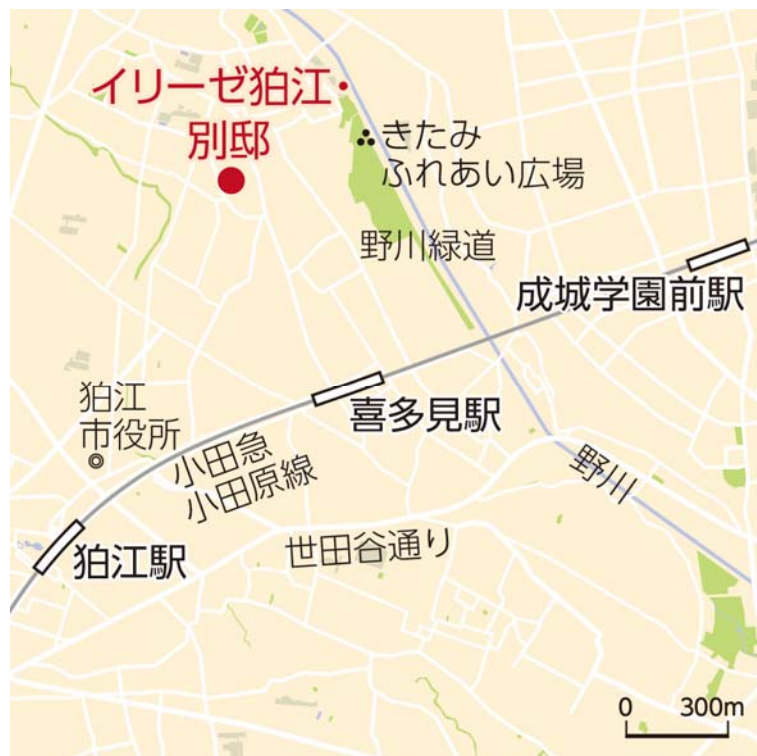 イリーゼ狛江・
別邸
きたみ
ふれあい広場
野川緑道
成城学園前駅
喜多見駅
狛江
市役所
小田急
小田原線
野川
世田谷通り
狛江駅
0 300m